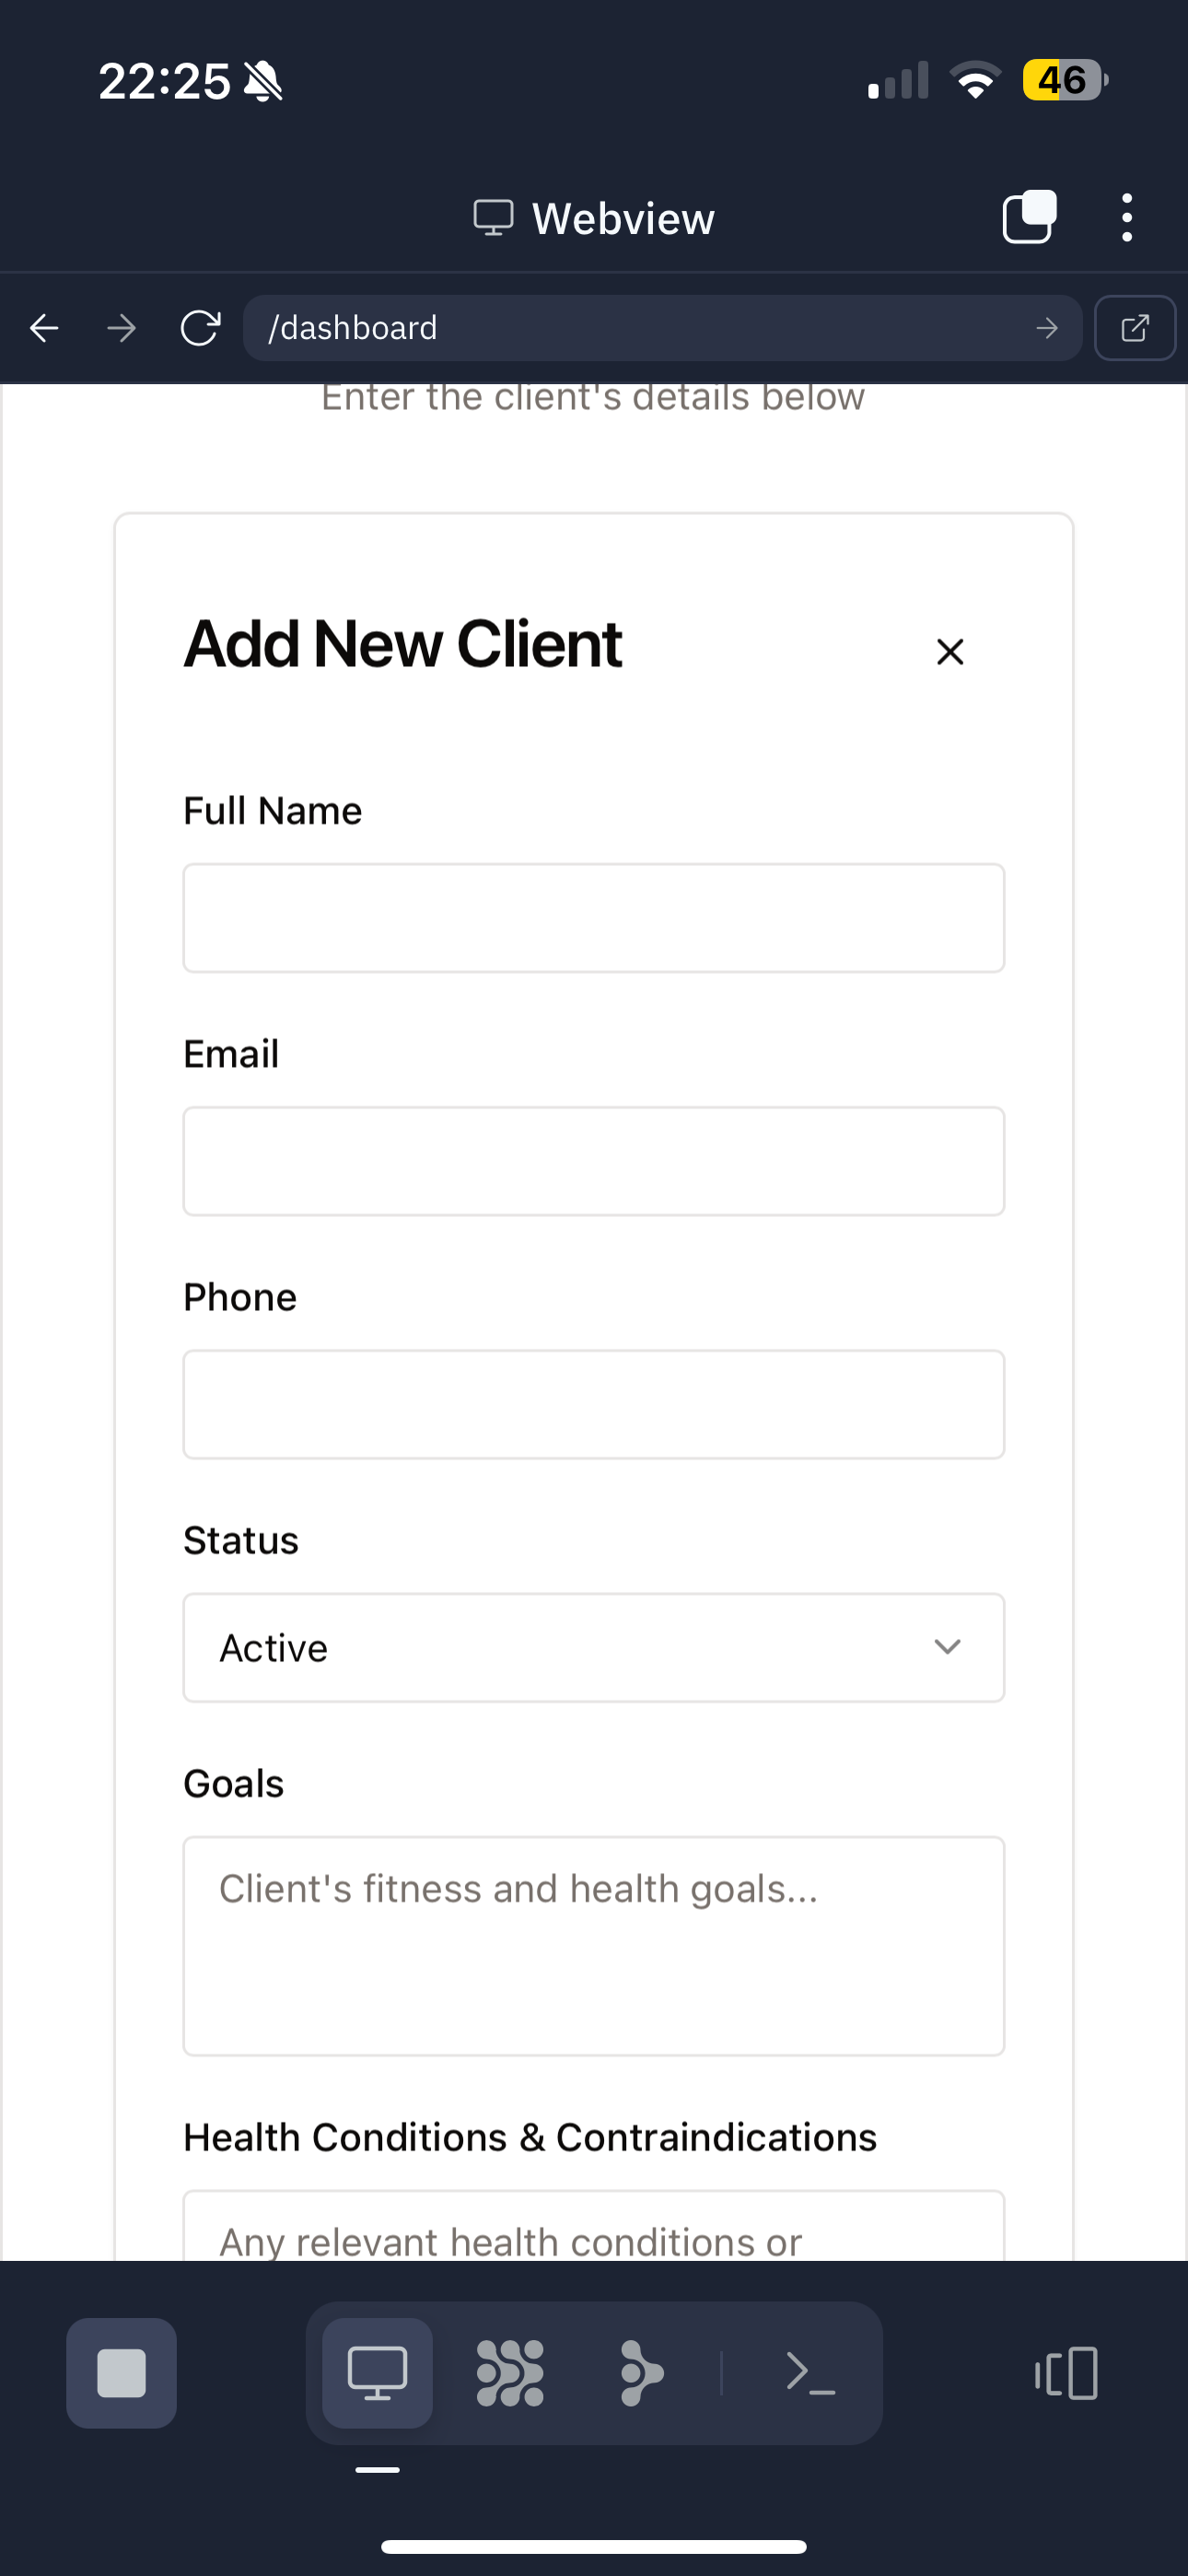 22:25
46
Webview
/dashboard
Enter the client's details below
Add New Client
Full Name
Email
Phone
Status
Active
Goals
Client's fitness and health goals...
Health Conditions & Contraindications
Any relevant health conditions or